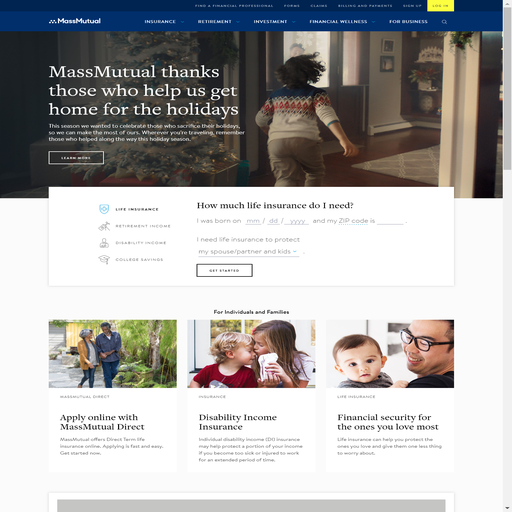 FIND A FINANCIAL PROFESSIONAL FORMS CLAIMS BILLING AND PAYMENTS SIGN UP LOG IN
MassMutual INSURANCE RETIREMENT INVESTMENT FINANCIAL WELLNESS FOR BUSINESS
MassMutual thanks
those who help us get
home for the holidays
This season we wanted to celebrate those who sacrifice their holidays,
so we can make the most of ours. Wherever you're traveling, remember
those who helped along the way this holiday season.
LEARN MORE
LIFE INSURANCE
RETIREMENT INCOME
DISABILITY INCOME
COLLEGE SAVINGS
How much life insurance do I need?
I was born on mm / dd / yyyy and my ZIP code is .
I need life insurance to protect
my spouse/partner and kids .
GET STARTED
For Individuals and Families
MASSMUTUAL DIRECT
Apply online with
MassMutual Direct
MassMutual offers Direct Term life
insurance online. Applying is fast and easy.
Get started now.
INSURANCE
Disability Income
Insurance
Individual disability income (DI) insurance
may help protect a portion of your income
if you become too sick or injured to work
for an extended period of time.
LIFE INSURANCE
Financial security for
the ones you love most
Life insurance can help you protect the
ones you love and give them one less thing
to worry about.